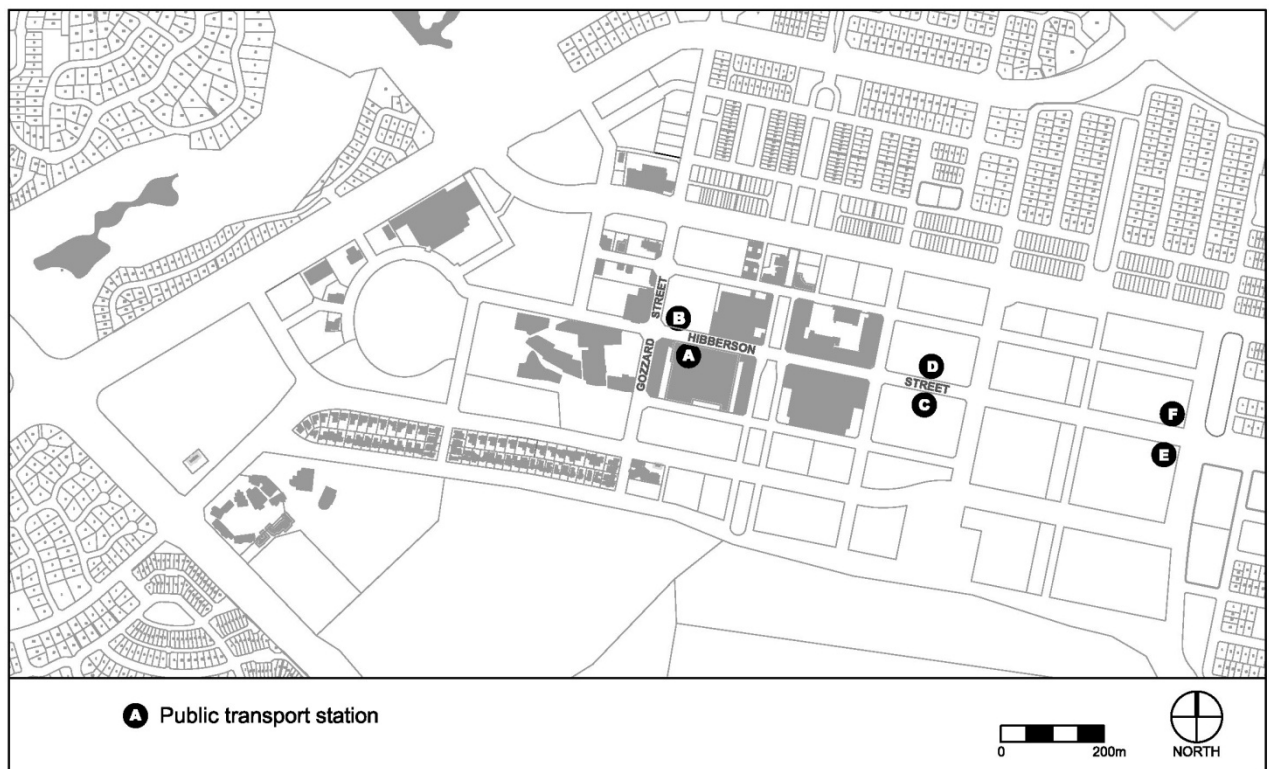 STREET
B
HIBBERSON
A
GOZZARD
D
STREET
C
F
E
A Public transport station
0 200m
NORTH